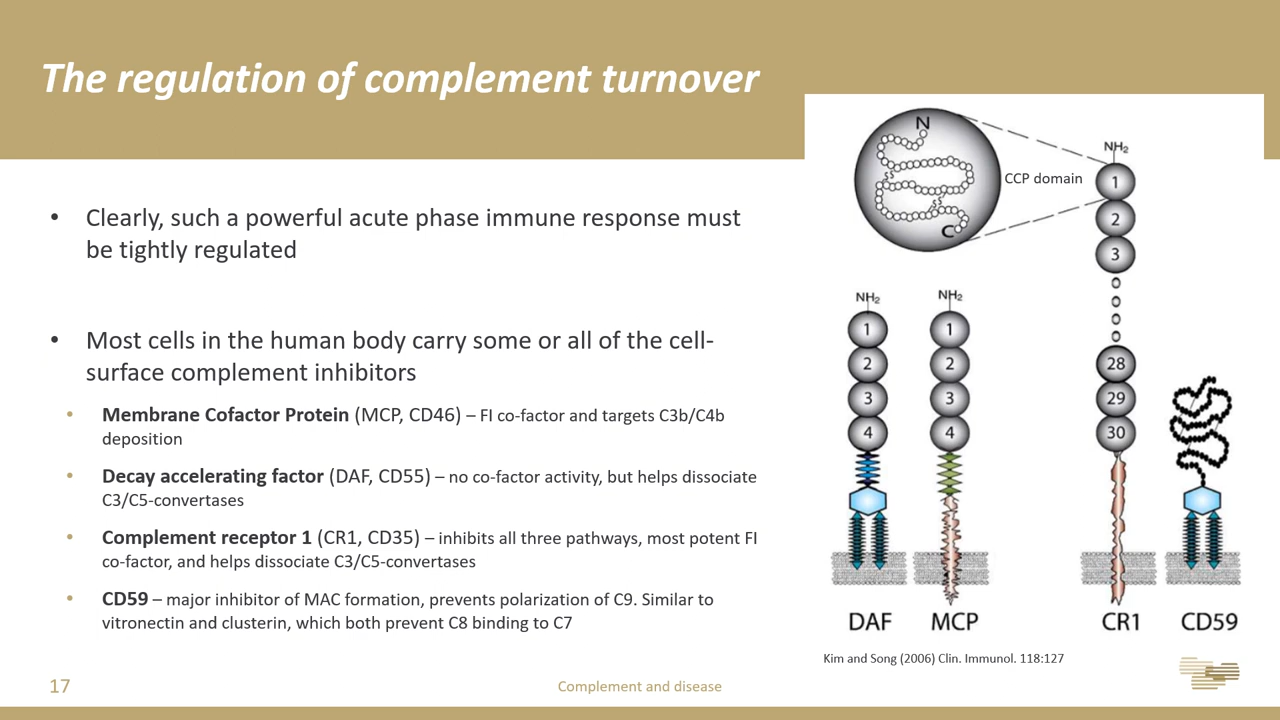 The regulation of complement turnover
• Clearly, such a powerful acute phase immune response must
be tightly regulated
• Most cells in the human body carry some or all of the cell-
surface complement inhibitors
• Membrane Cofactor Protein (MCP, CD46) – FI co-factor and targets C3b/C4b
deposition
• Decay accelerating factor (DAF, CD55) – no co-factor activity, but helps dissociate
C3/C5-convertases
• Complement receptor 1 (CR1, CD35) – inhibits all three pathways, most potent FI
co-factor, and helps dissociate C3/C5-convertases
• CD59 – major inhibitor of MAC formation, prevents polarization of C9. Similar to
vitronectin and clusterin, which both prevent C8 binding to C7
N
C
CCP domain
NH₂
1
2
3
28
29
30
NH₂
1
2
3
4
NH₂
1
2
3
4
DAF
MCP
CR1
CD59
Kim and Song (2006) Clin. Immunol. 118:127
17
Complement and disease